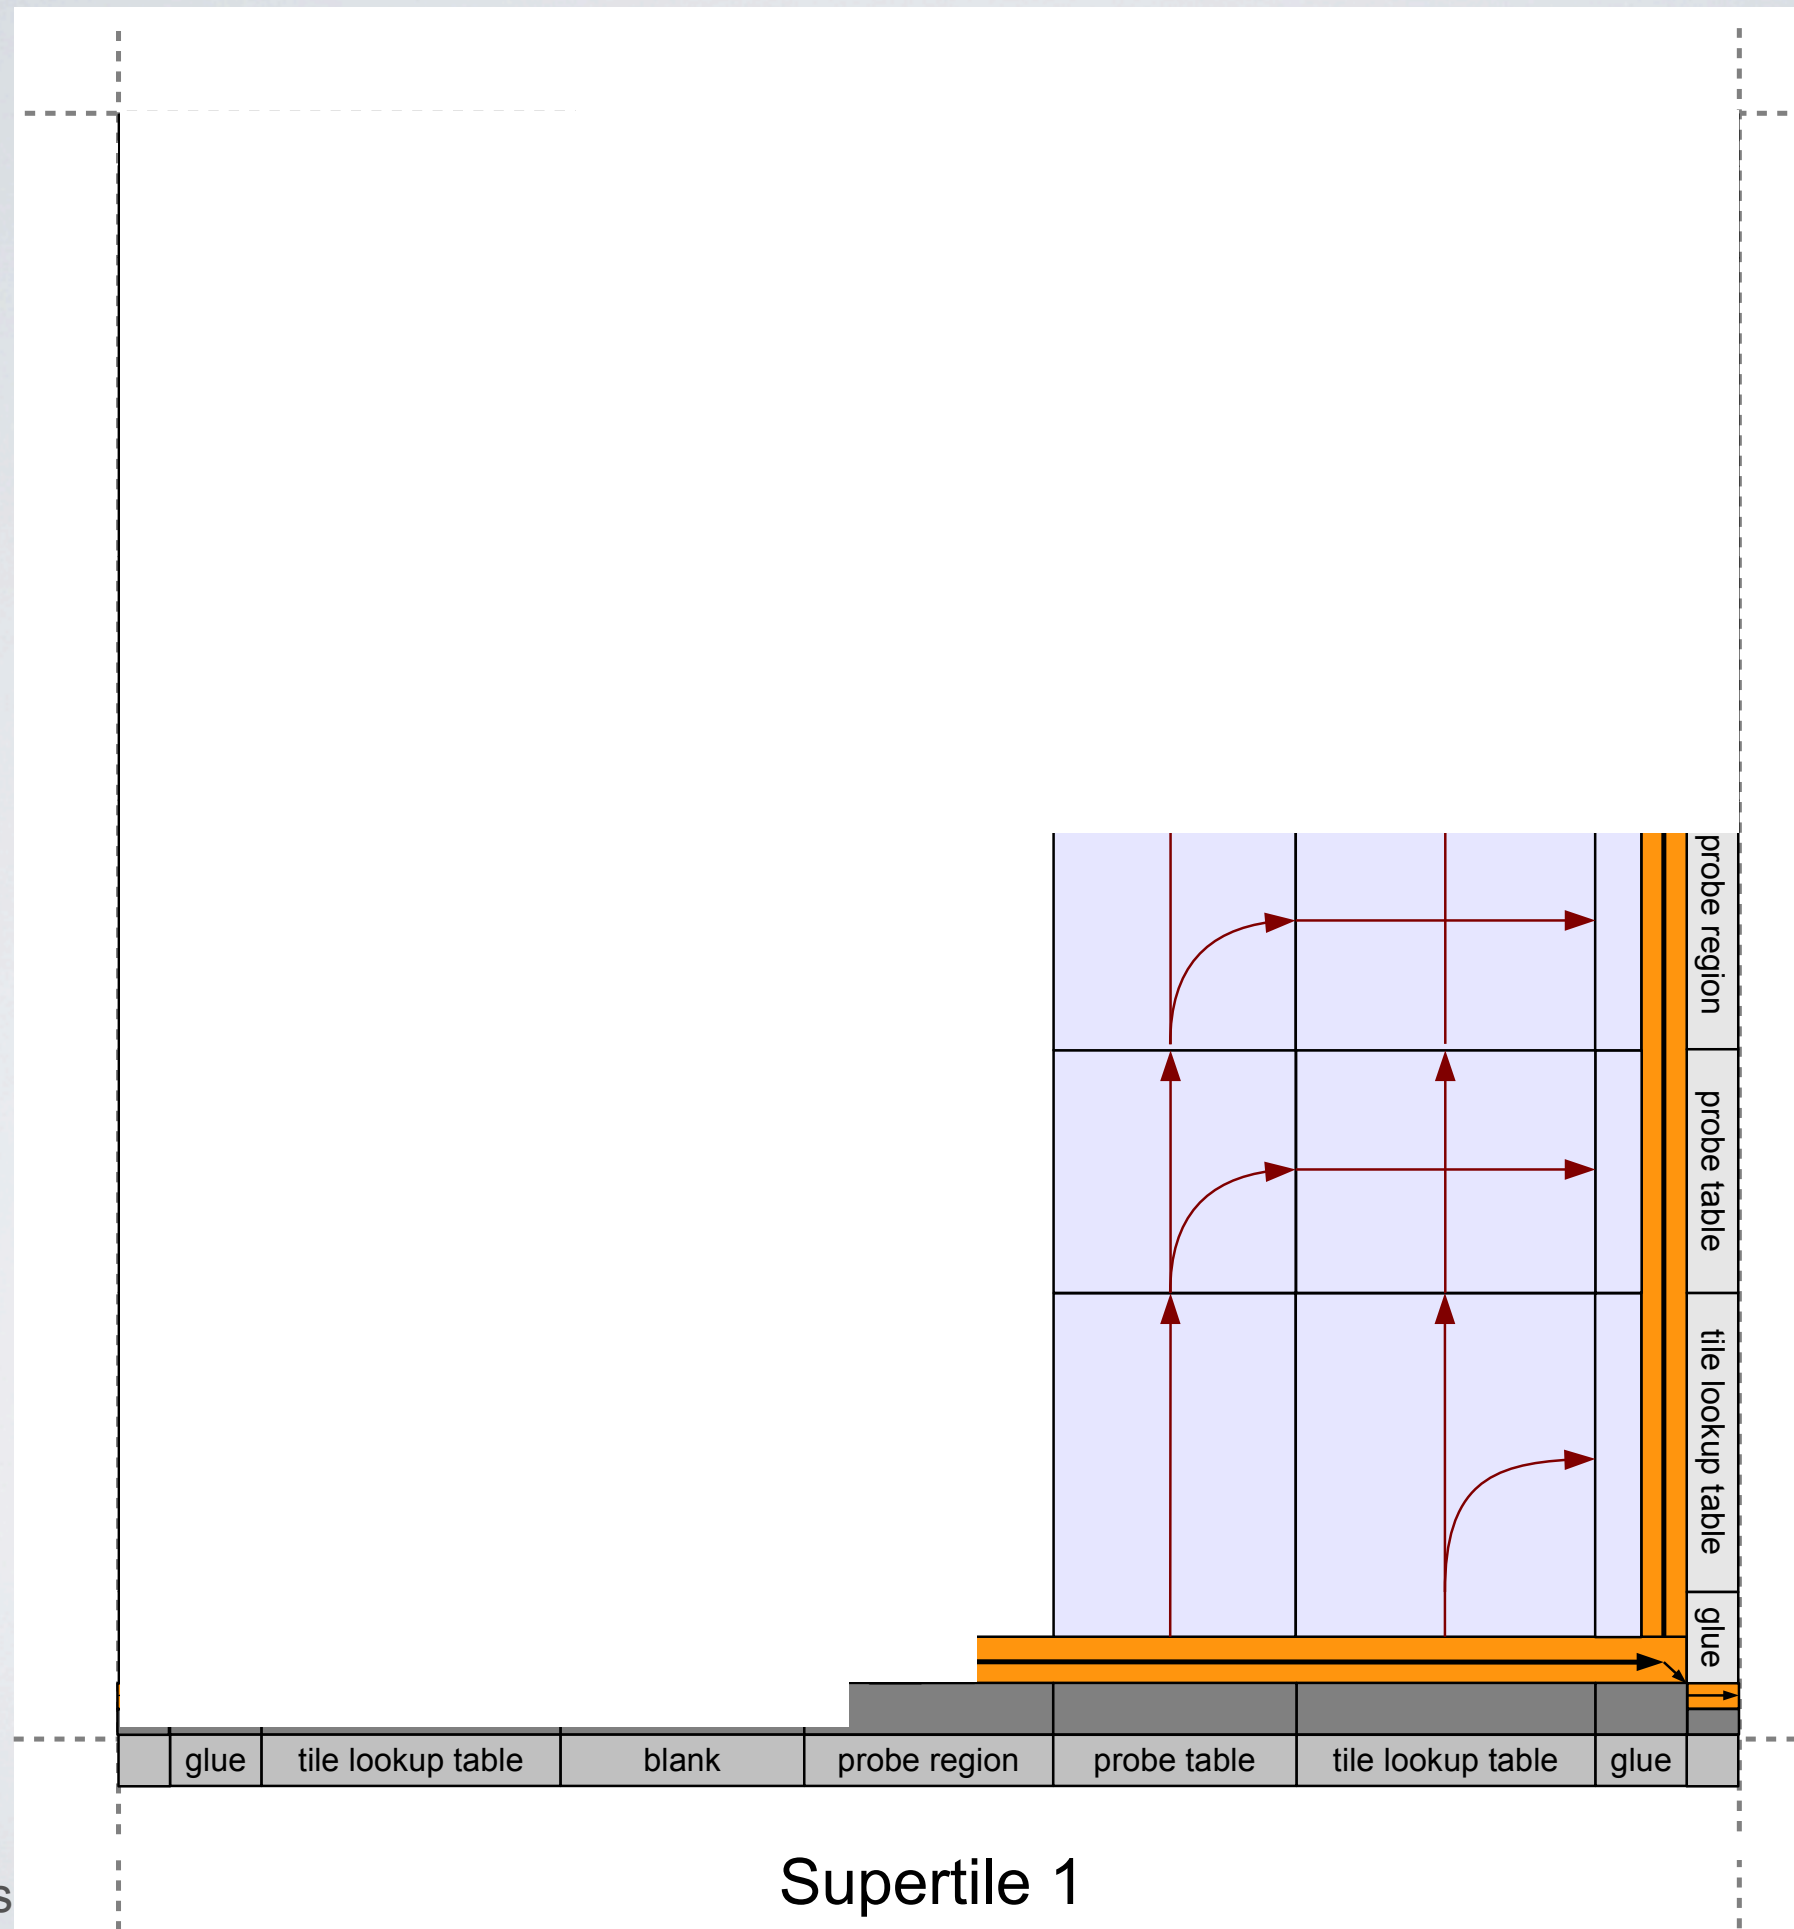 probe region
probe table
tile lookup table
glue
glue
tile lookup table
blank
probe region
probe table
tile lookup table
glue
Supertile 1
s